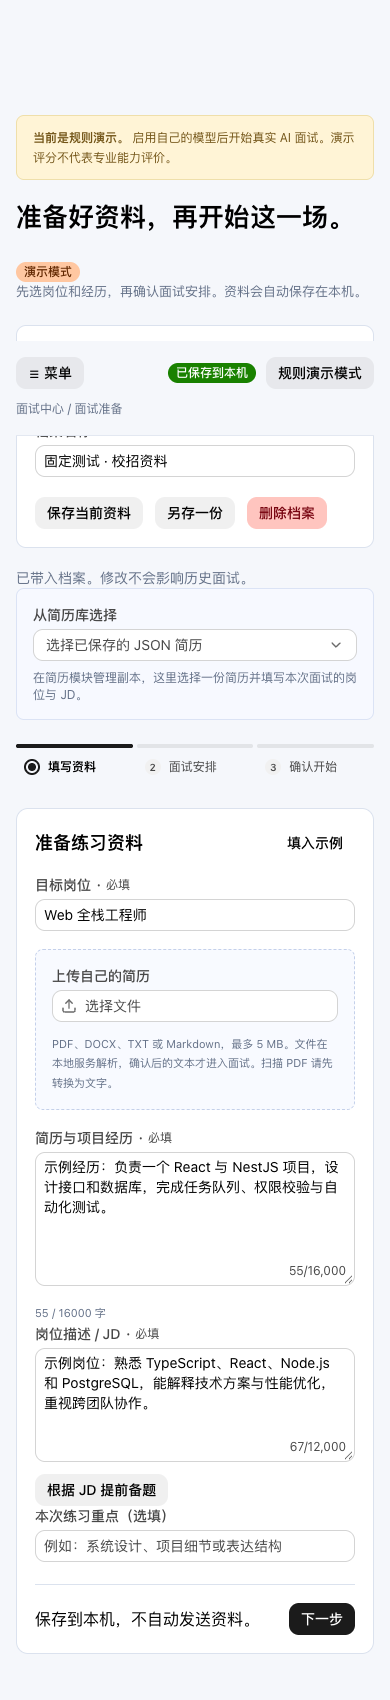 当前是规则演示。 启用自己的模型后开始真实 AI 面试。演示
评分不代表专业能力评价。
准备好资料，再开始这一场。
演示模式
先选岗位和经历，再确认面试安排。资料会自动保存在本机。
菜单
已保存到本机
规则演示模式
面试中心 / 面试准备
固定测试 · 校招资料
保存当前资料
另存一份
删除档案
已带入档案。修改不会影响历史面试。
从简历库选择
选择已保存的 JSON 简历
在简历模块管理副本，这里选择一份简历并填写本次面试的岗
位与 JD。
填写资料
2 面试安排
3 确认开始
准备练习资料
填入示例
目标岗位 · 必填
Web 全栈工程师
上传自己的简历
选择文件
PDF、DOCX、TXT 或 Markdown，最多 5 MB。文件在
本地服务解析，确认后的文本才进入面试。扫描 PDF 请先
转换为文字。
简历与项目经历 · 必填
示例经历：负责一个 React 与 NestJS 项目，设
计接口和数据库，完成任务队列、权限校验与自
动化测试。
55/16,000
55 / 16000 字
岗位描述 / JD · 必填
示例岗位：熟悉 TypeScript、React、Node.js
和 PostgreSQL，能解释技术方案与性能优化，
重视跨团队协作。
67/12,000
根据 JD 提前备题
本次练习重点（选填）
例如：系统设计、项目细节或表达结构
保存到本机，不自动发送资料。
下一步